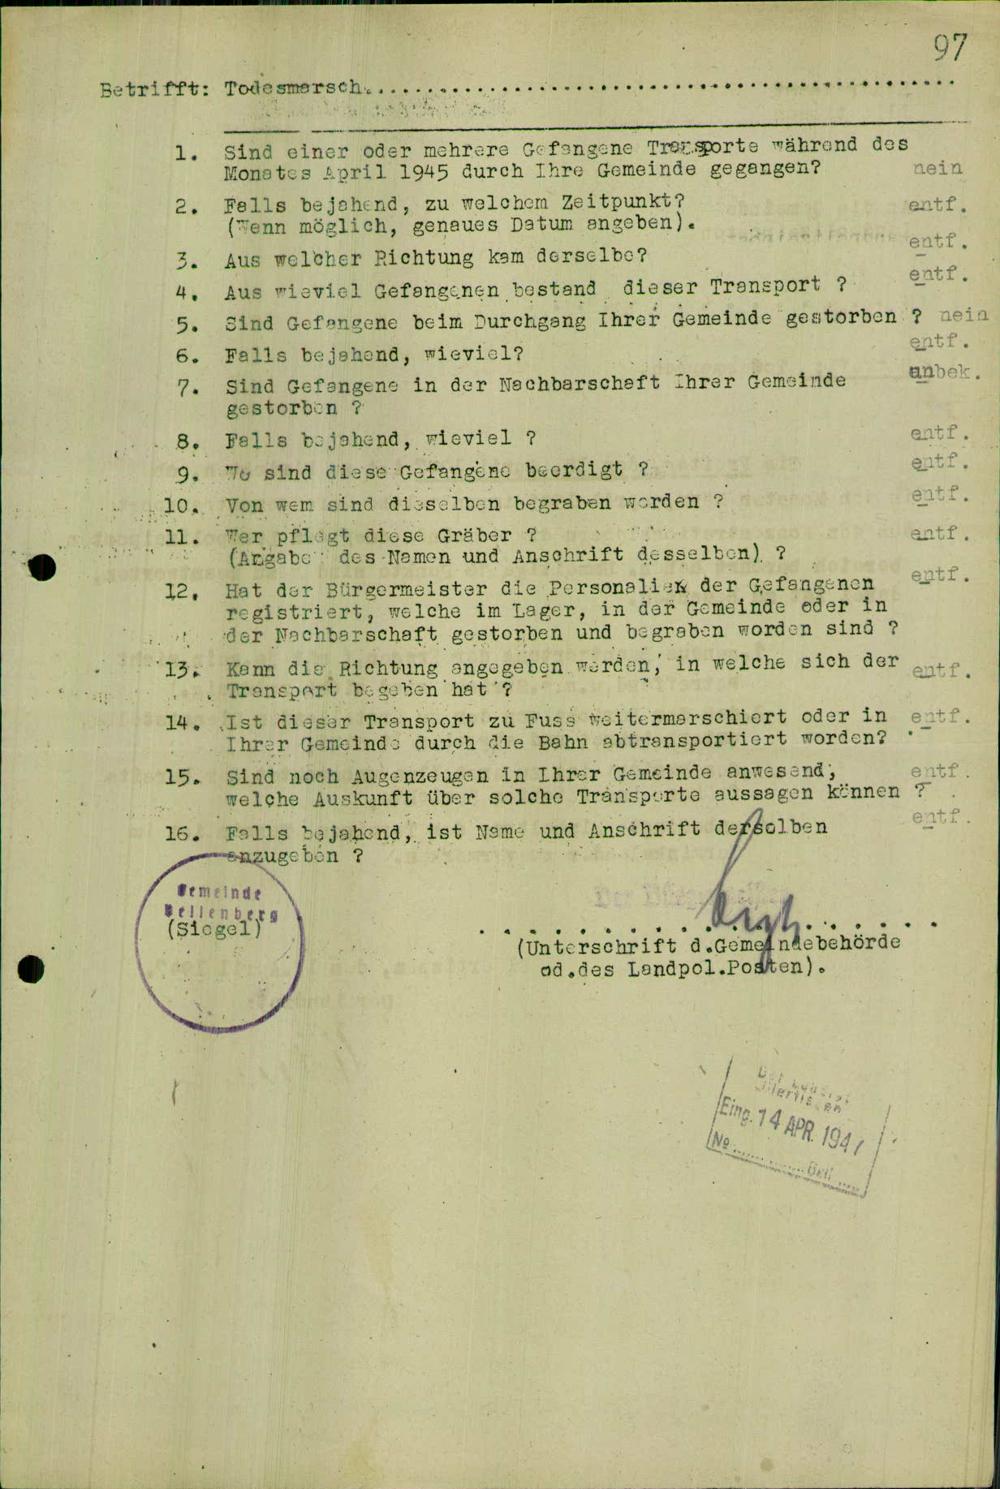 97
Betrifft: Todesmarsch.
1. Sind einer oder mehrere Gefangene Transporte während des
Monates April 1945 durch Ihre Gemeinde gegangen? nein
2. Falls bejahend, zu welchem Zeitpunkt? entf.
(Wenn möglich, genaues Datum angeben).
3. Aus welcher Richtung kam derselbe? entf.
4. Aus wieviel Gefangenen bestand dieser Transport ? entf.
5. Sind Gefangene beim Durchgang Ihrer Gemeinde gestorben ? nein
6. Falls bejahend, wieviel? entf.
7. Sind Gefangene in der Nachbarschaft Ihrer Gemeinde unbek.
gestorben ?
8. Falls bejahend, wieviel ? entf.
9. Wo sind diese Gefangene beerdigt ? entf.
10. Von wem sind dieselben begraben worden ? entf.
11. Wer pflegt diese Gräber ? entf.
(Angabe des Namen und Anschrift desselben) ?
12. Hat der Bürgermeister die Personalien der Gefangenen entf.
registriert, welche im Lager, in der Gemeinde oder in
der Nachbarschaft gestorben und begraben worden sind ?
13. Kann die Richtung angegeben werden, in welche sich der entf.
Transport begeben hat ?
14. Ist dieser Transport zu Fuss weitermarschiert oder in entf.
Ihrer Gemeinde durch die Bahn abtransportiert worden?
15. Sind noch Augenzeugen in Ihrer Gemeinde anwesend, entf.
welche Auskunft über solche Transporte aussagen können ?
16. Falls bejahend, ist Name und Anschrift derselben entf.
anzugeben ?
Gemeinde
Bellenberg
(Siegel)
(Unterschrift d.Gemeindebehörde
od.des Landpol.Posten).
Eing. 14 APR. 1947
No